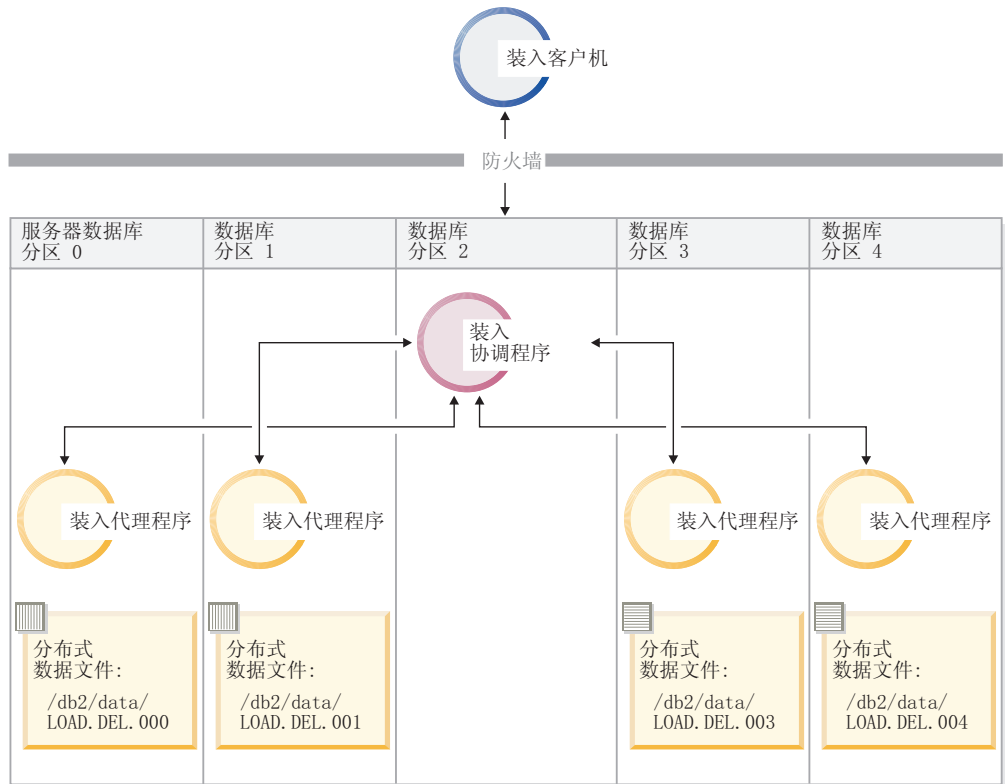 装入客户机
防火墙
服务器数据库
分区 0
数据库
分区 1
数据库
分区 2
数据库
分区 3
数据库
分区 4
装入
协调程序
装入代理程序
装入代理程序
装入代理程序
装入代理程序
分布式
数据文件:
/db2/data/
LOAD.DEL.000
分布式
数据文件:
/db2/data/
LOAD.DEL.001
分布式
数据文件:
/db2/data/
LOAD.DEL.003
分布式
数据文件:
/db2/data/
LOAD.DEL.004